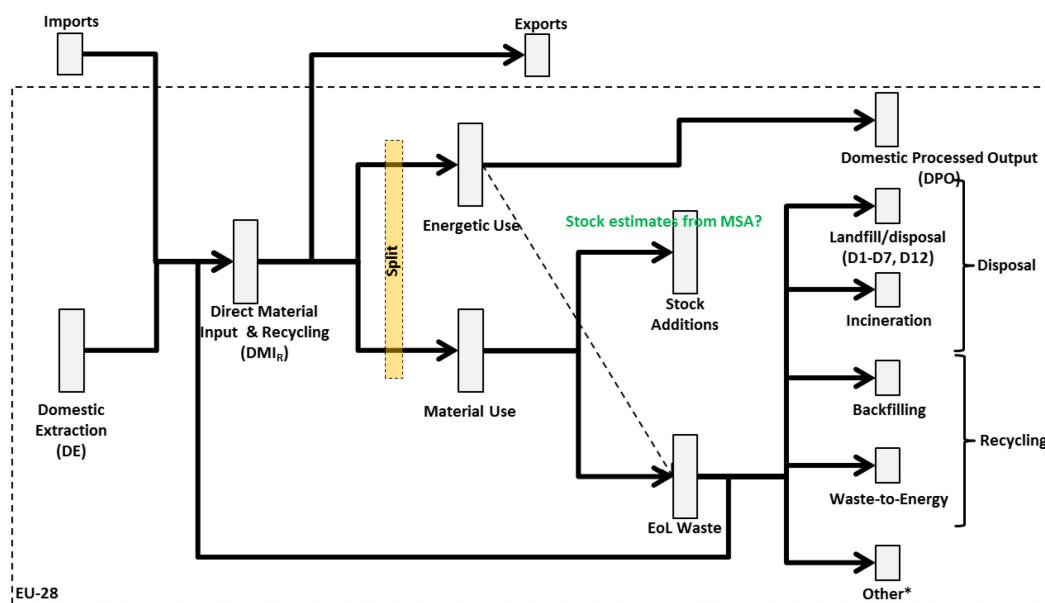 Imports
Exports
Domestic Processed Output
(DPO)
Split
Energetic Use
Stock estimates from MSA?
Landfill/disposal
(D1-D7, D12)
Disposal
Direct Material
Input & Recycling
(DMIR)
Stock
Additions
Incineration
Domestic
Extraction
(DE)
Material Use
Backfilling
Recycling
Waste-to-Energy
EoL Waste
Other*
EU-28